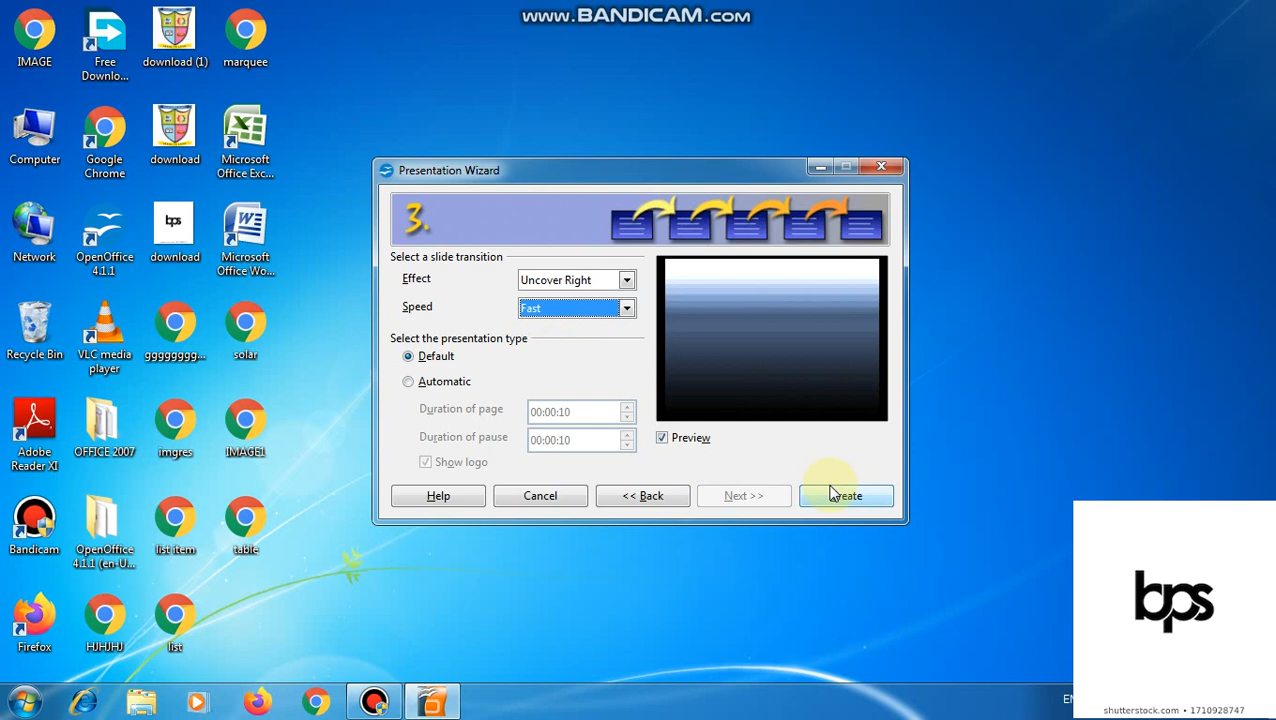 www.BANDICAM.com
IMAGE
Free Downlo...
download (1)
marquee
Computer
Google Chrome
download
Microsoft Office Exc...
Network
OpenOffice 4.1.1
bps
download
Microsoft Office Wo...
Recycle Bin
VLC media player
gggggggg...
solar
Adobe Reader XI
OFFICE 2007
imgres
IMAGE1
Bandicam
OpenOffice 4.1.1 (en-U...
list item
table
Firefox
HJHJHJ
list
Presentation Wizard
3.
Select a slide transition
Effect
Uncover Right
Speed
Fast
Select the presentation type
Default
Automatic
Duration of page
00:00:10
Duration of pause
00:00:10
Show logo
Preview
Help
Cancel
<< Back
Next >>
Create
bps
shutterstock.com • 1710928747
EN